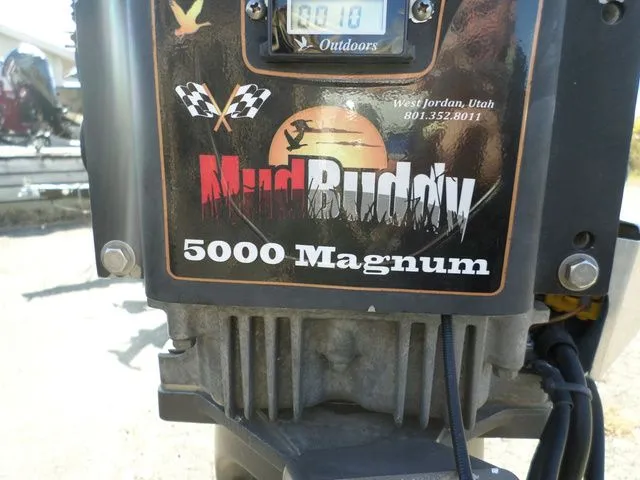 0010
Outdoors
West Jordan, Utah
801.352.8011
MudBuddy
5000 Magnum